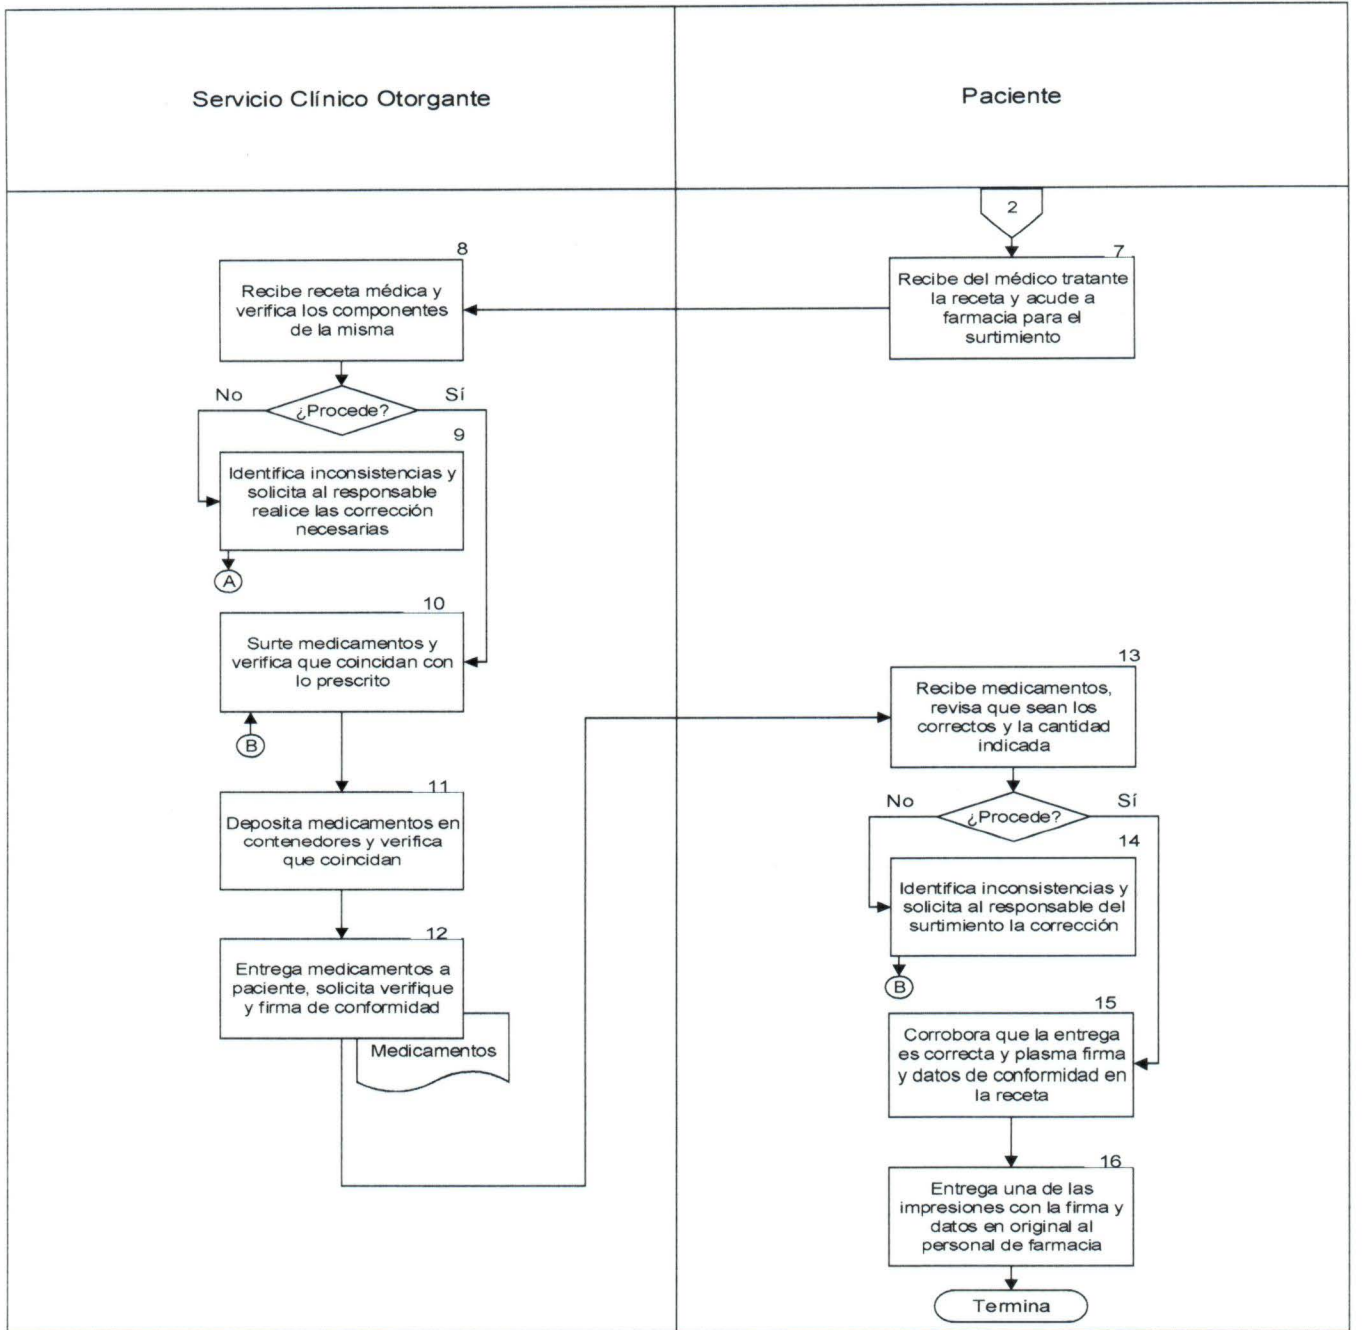 Servicio Clínico Otorgante
Paciente
2
7
Recibe del médico tratante
la receta y acude a
farmacia para el
surtimiento
8
Recibe receta médica y
verifica los componentes
de la misma
¿Procede?
No
Sí
9
Identifica inconsistencias y
solicita al responsable
realice las corrección
necesarias
A
10
Surte medicamentos y
verifica que coincidan con
lo prescrito
B
11
Deposita medicamentos en
contenedores y verifica
que coincidan
12
Entrega medicamentos a
paciente, solicita verifique
y firma de conformidad
Medicamentos
13
Recibe medicamentos,
revisa que sean los
correctos y la cantidad
indicada
¿Procede?
No
Sí
14
Identifica inconsistencias y
solicita al responsable del
surtimiento la corrección
B
15
Corrobora que la entrega
es correcta y plasma firma
y datos de conformidad en
la receta
16
Entrega una de las
impresiones con la firma y
datos en original al
personal de farmacia
Termina